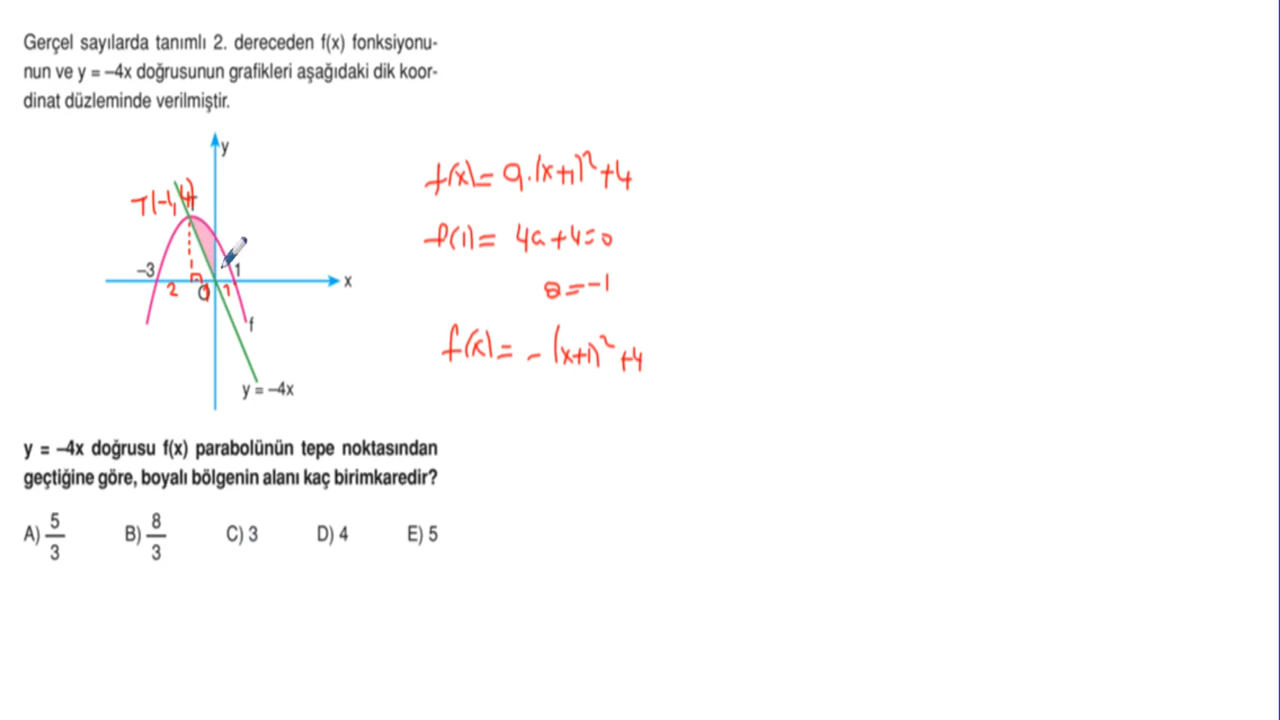 Gerçel sayılarda tanımlı 2. dereceden f(x) fonksiyonu-
nun ve y = –4x doğrusunun grafikleri aşağıdaki dik koor-
dinat düzleminde verilmiştir.
y
T(-1,4)
–3
1
x
2
O
1
f
y = –4x
f(x) = a.(x+1)² + 4
f(1) = 4a + 4 = 0
a = -1
f(x) = - (x+1)² + 4
y = –4x doğrusu f(x) parabolünün tepe noktasından
geçtiğine göre, boyalı bölgenin alanı kaç birimkaredir?
A) 5/3 B) 8/3 C) 3 D) 4 E) 5